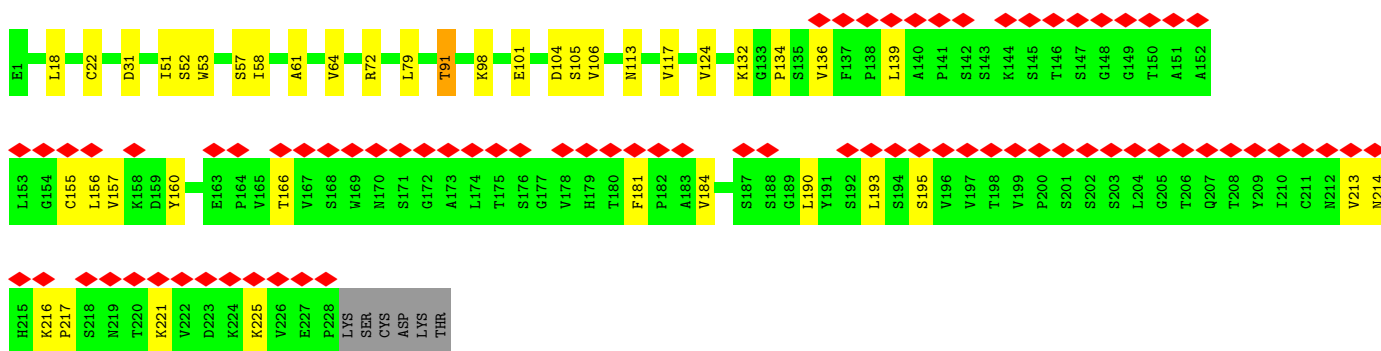 E1 L18 C22 D31 I51 S52 W53 S57 I58 A61 V64 R72 L79 T91 K98 E101 D104 S105 V106 N113 V117 V124 K132 G133 P134 S135 V136 F137 P138 L139 A140 P141 S142 S143 K144 S145 T146 S147 G148 G149 T150 A151 A152
L153 G154 C155 L156 V157 K158 D159 Y160 E163 P164 V165 T166 V167 S168 W169 N170 S171 G172 A173 L174 T175 S176 G177 V178 H179 T180 F181 P182 A183 V184 S187 S188 G189 L190 Y191 S192 L193 S194 S195 V196 V197 T198 V199 P200 S201 S202 S203 L204 G205 T206 Q207 T208 Y209 I210 C211 N212 V213 N214
H215 K216 P217 S218 N219 T220 K221 V222 D223 K224 K225 V226 E227 P228 LYS SER CYS ASP LYS THR